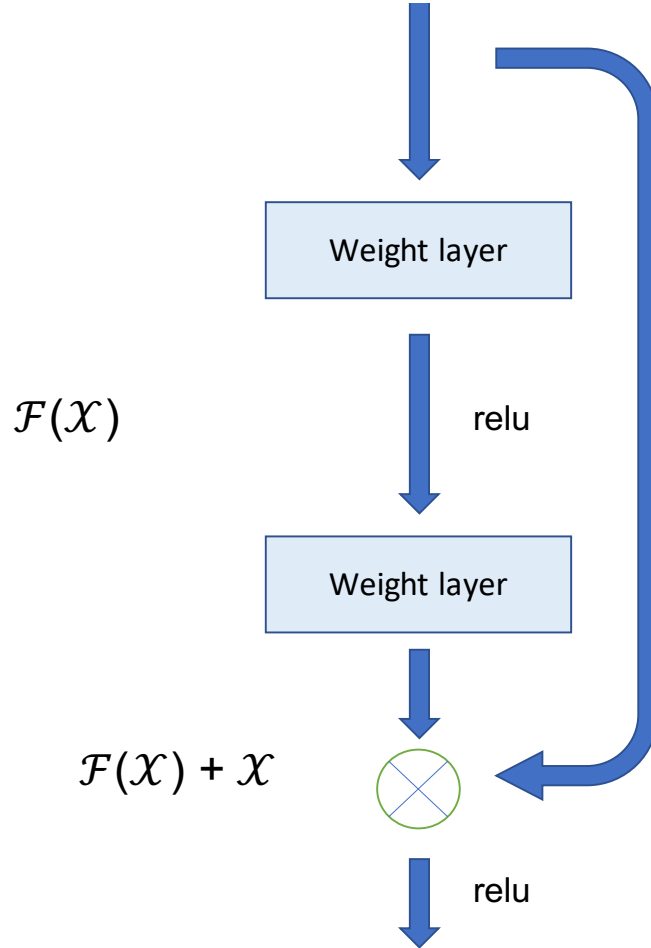 Weight layer
ℱ(𝒳)
relu
Weight layer
ℱ(𝒳) + 𝒳
relu